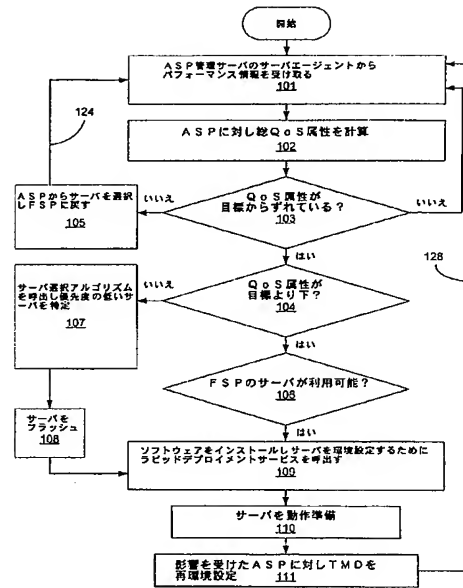 開始
ASP管理サーバのサーバエージェントから
パフォーマンス情報を受け取る
101
124
ASPに対し総QoS属性を計算
102
ASPからサーバを選択
しFSPに戻す
105
いいえ
QoS属性が
目標からずれている?
103
いいえ
はい
128
サーバ選択アルゴリズム
を呼出し優先度の低いサー
バを特定
107
いいえ
QoS属性が
目標より下?
104
はい
FSPのサーバが利用可能?
106
サーバを
フラッシュ
108
はい
ソフトウェアをインストールしサーバを環境設定するために
ラピッドデプロイメントサービスを呼出す
109
サーバを動作準備
110
影響を受けたASPに対しTMDを
再環境設定
111